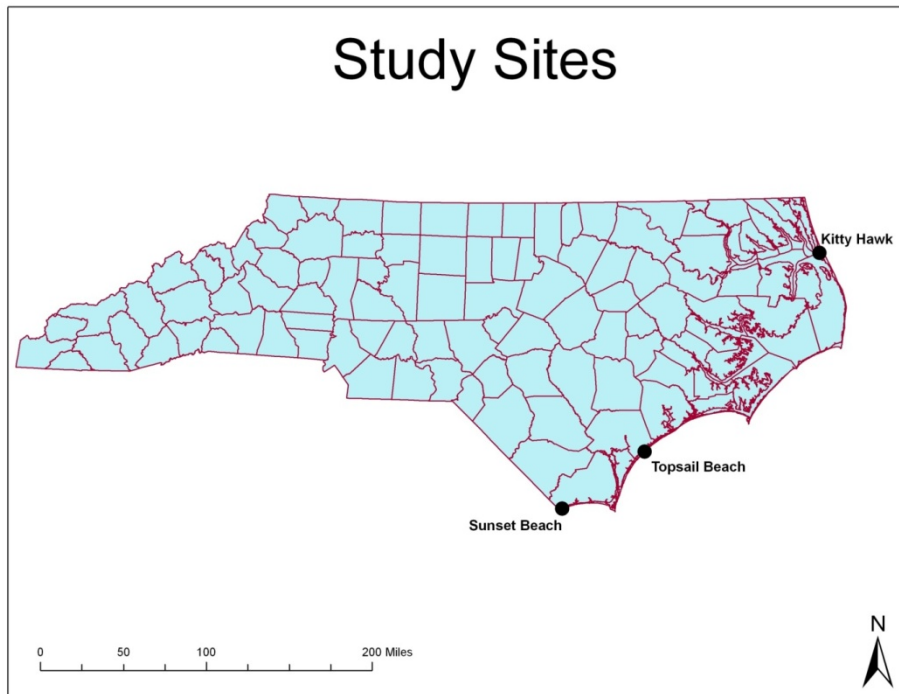 Study Sites
Kitty Hawk
Topsail Beach
Sunset Beach
N
0 50 100 200 Miles